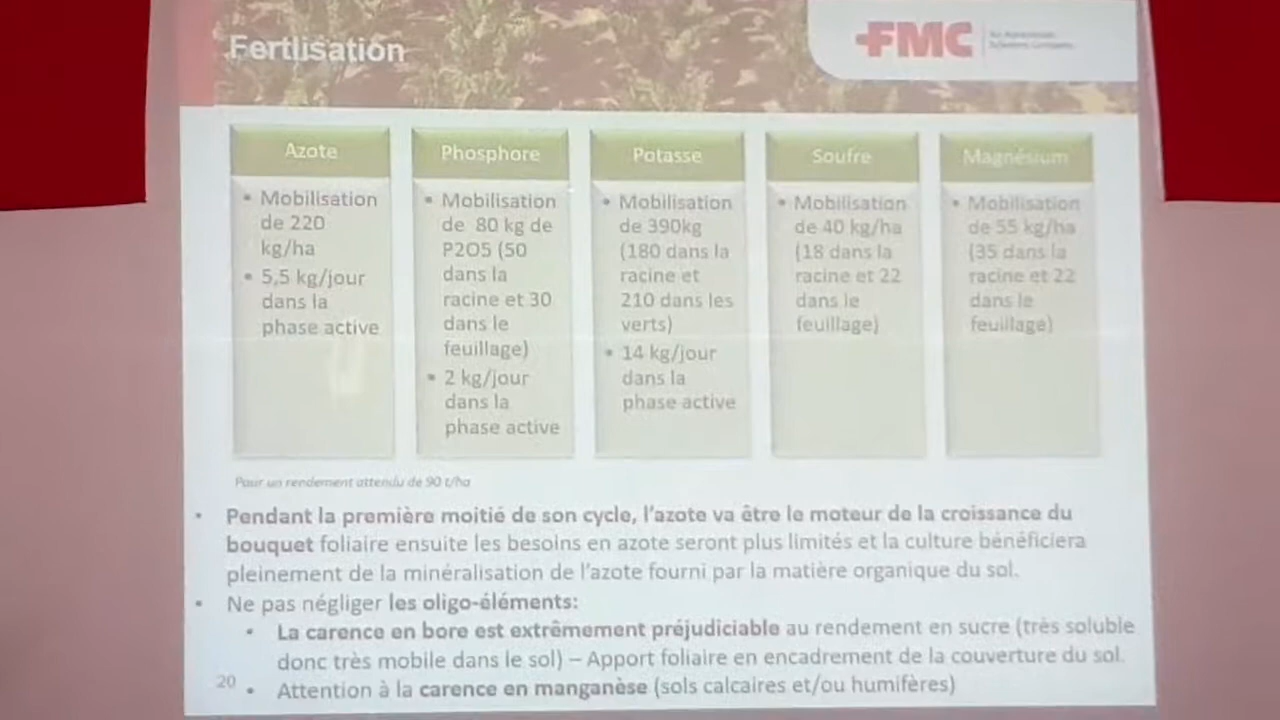 Fertlisation
FMC
Azote
• Mobilisation
de 220
kg/ha
• 5,5 kg/jour
dans la
phase active
Phosphore
• Mobilisation
de 80 kg de
P2O5 (50
dans la
racine et 30
dans le
feuillage)
• 2 kg/jour
dans la
phase active
Potasse
• Mobilisation
de 390kg
(180 dans la
racine et
210 dans les
verts)
• 14 kg/jour
dans la
phase active
Soufre
• Mobilisation
de 40 kg/ha
(18 dans la
racine et 22
dans le
feuillage)
Magnésium
• Mobilisation
de 55 kg/ha
(35 dans la
racine et 22
dans le
feuillage)
Pour un rendement attendu de 90 t/ha
• Pendant la première moitié de son cycle, l'azote va être le moteur de la croissance du
bouquet foliaire ensuite les besoins en azote seront plus limités et la culture bénéficiera
pleinement de la minéralisation de l'azote fourni par la matière organique du sol.
• Ne pas négliger les oligo-éléments:
• La carence en bore est extrêmement préjudiciable au rendement en sucre (très soluble
donc très mobile dans le sol) – Apport foliaire en encadrement de la couverture du sol.
• Attention à la carence en manganèse (sols calcaires et/ou humifères)
20